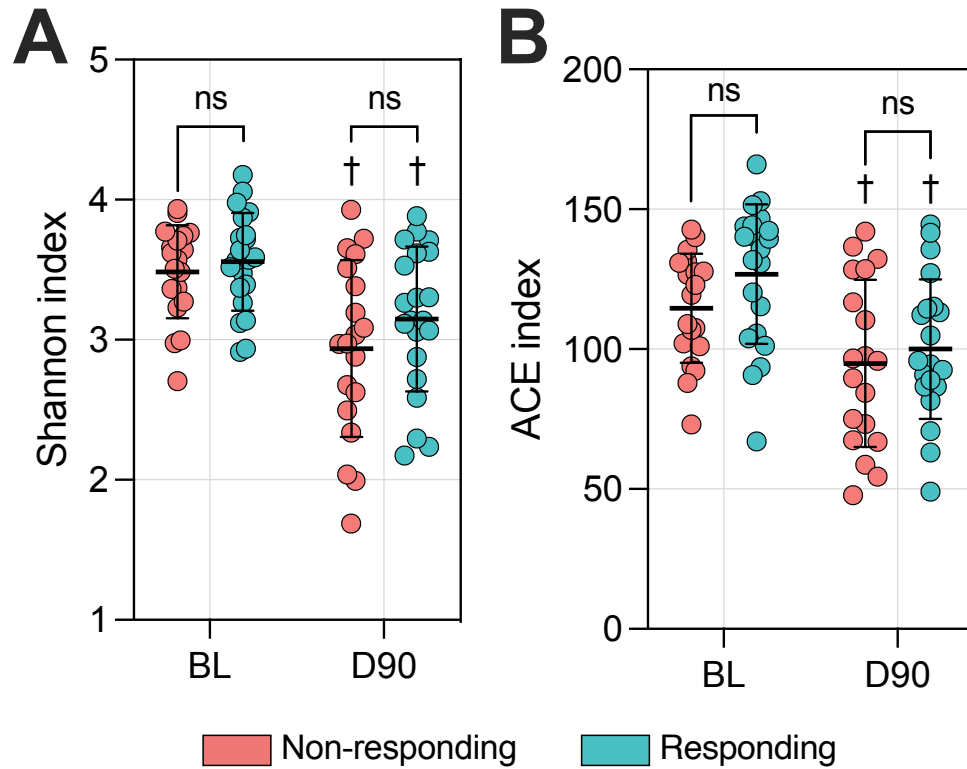 A
Shannon index
5
4
3
2
1
ns
ns
†
†
BL
D90
B
ACE index
200
150
100
50
0
ns
ns
†
†
BL
D90
Non-responding
Responding